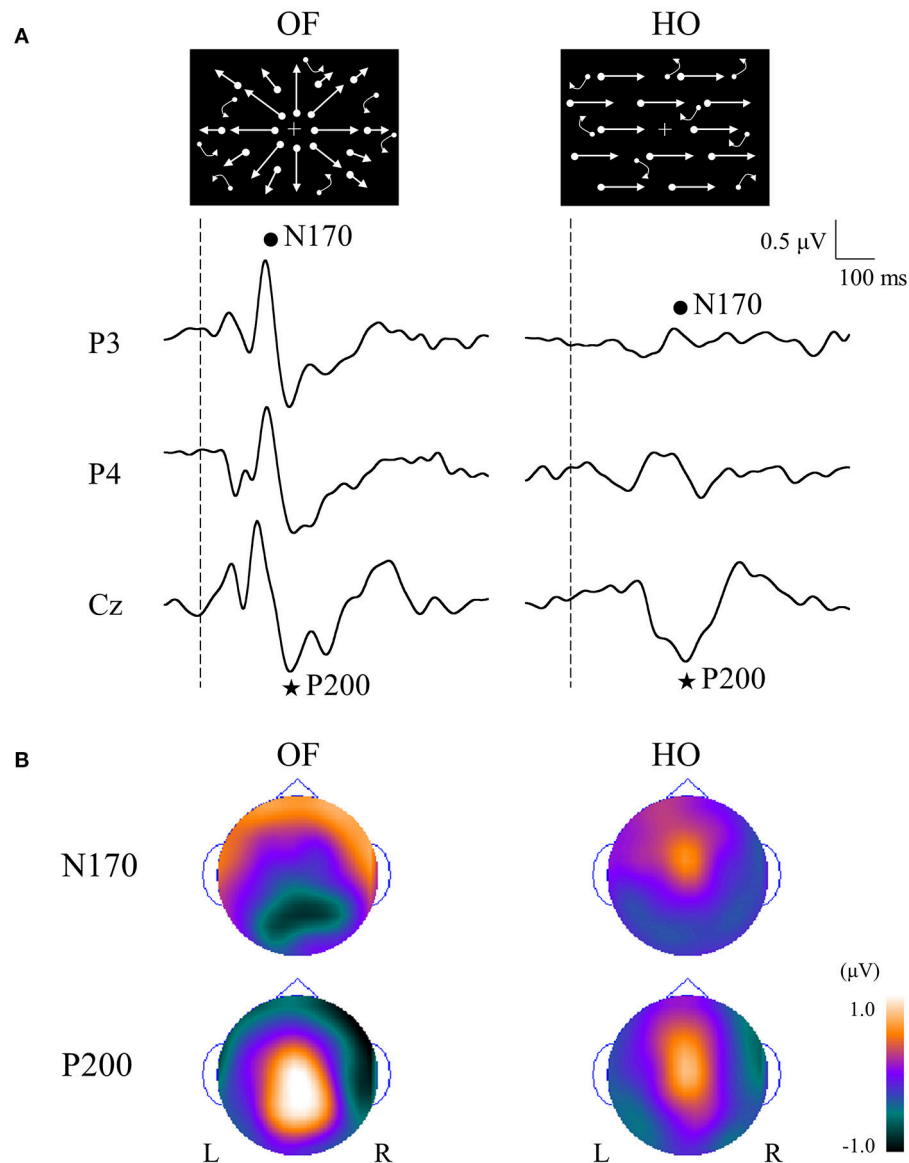 A
OF HO
N170
0.5 μV
100 ms
N170
P3
P4
Cz
P200 P200
B
OF HO
N170
(μV)
1.0
P200
-1.0
L R L R